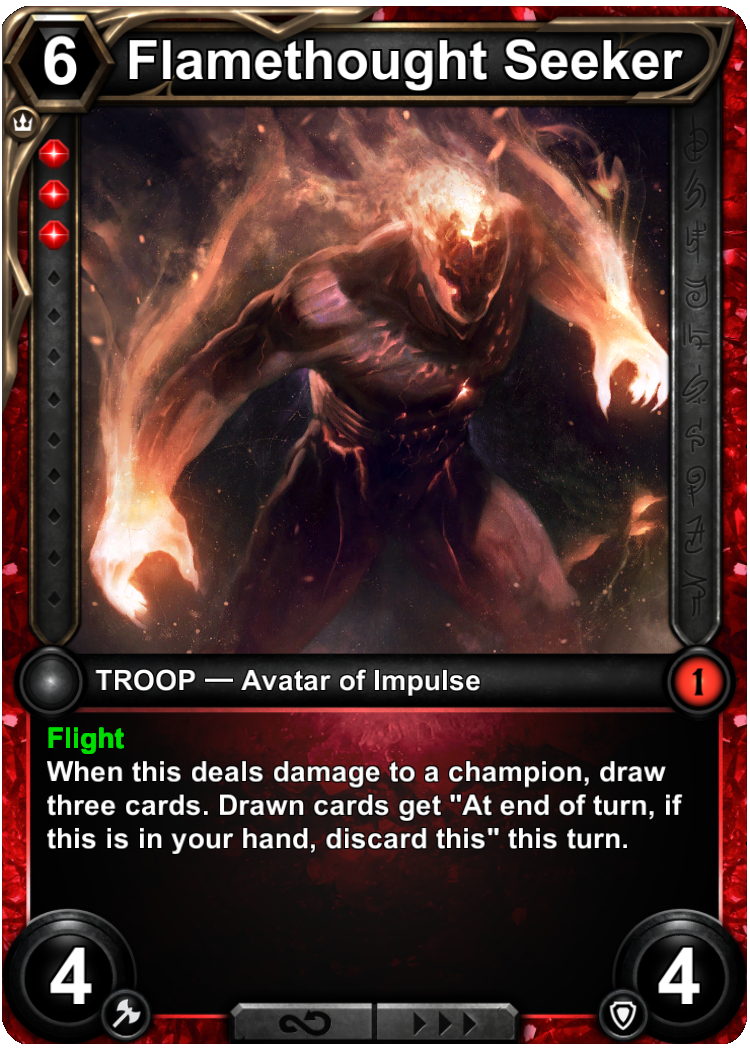 6
Flamethought Seeker
TROOP — Avatar of Impulse
1
Flight
When this deals damage to a champion, draw
three cards. Drawn cards get "At end of turn, if
this is in your hand, discard this" this turn.
4
4